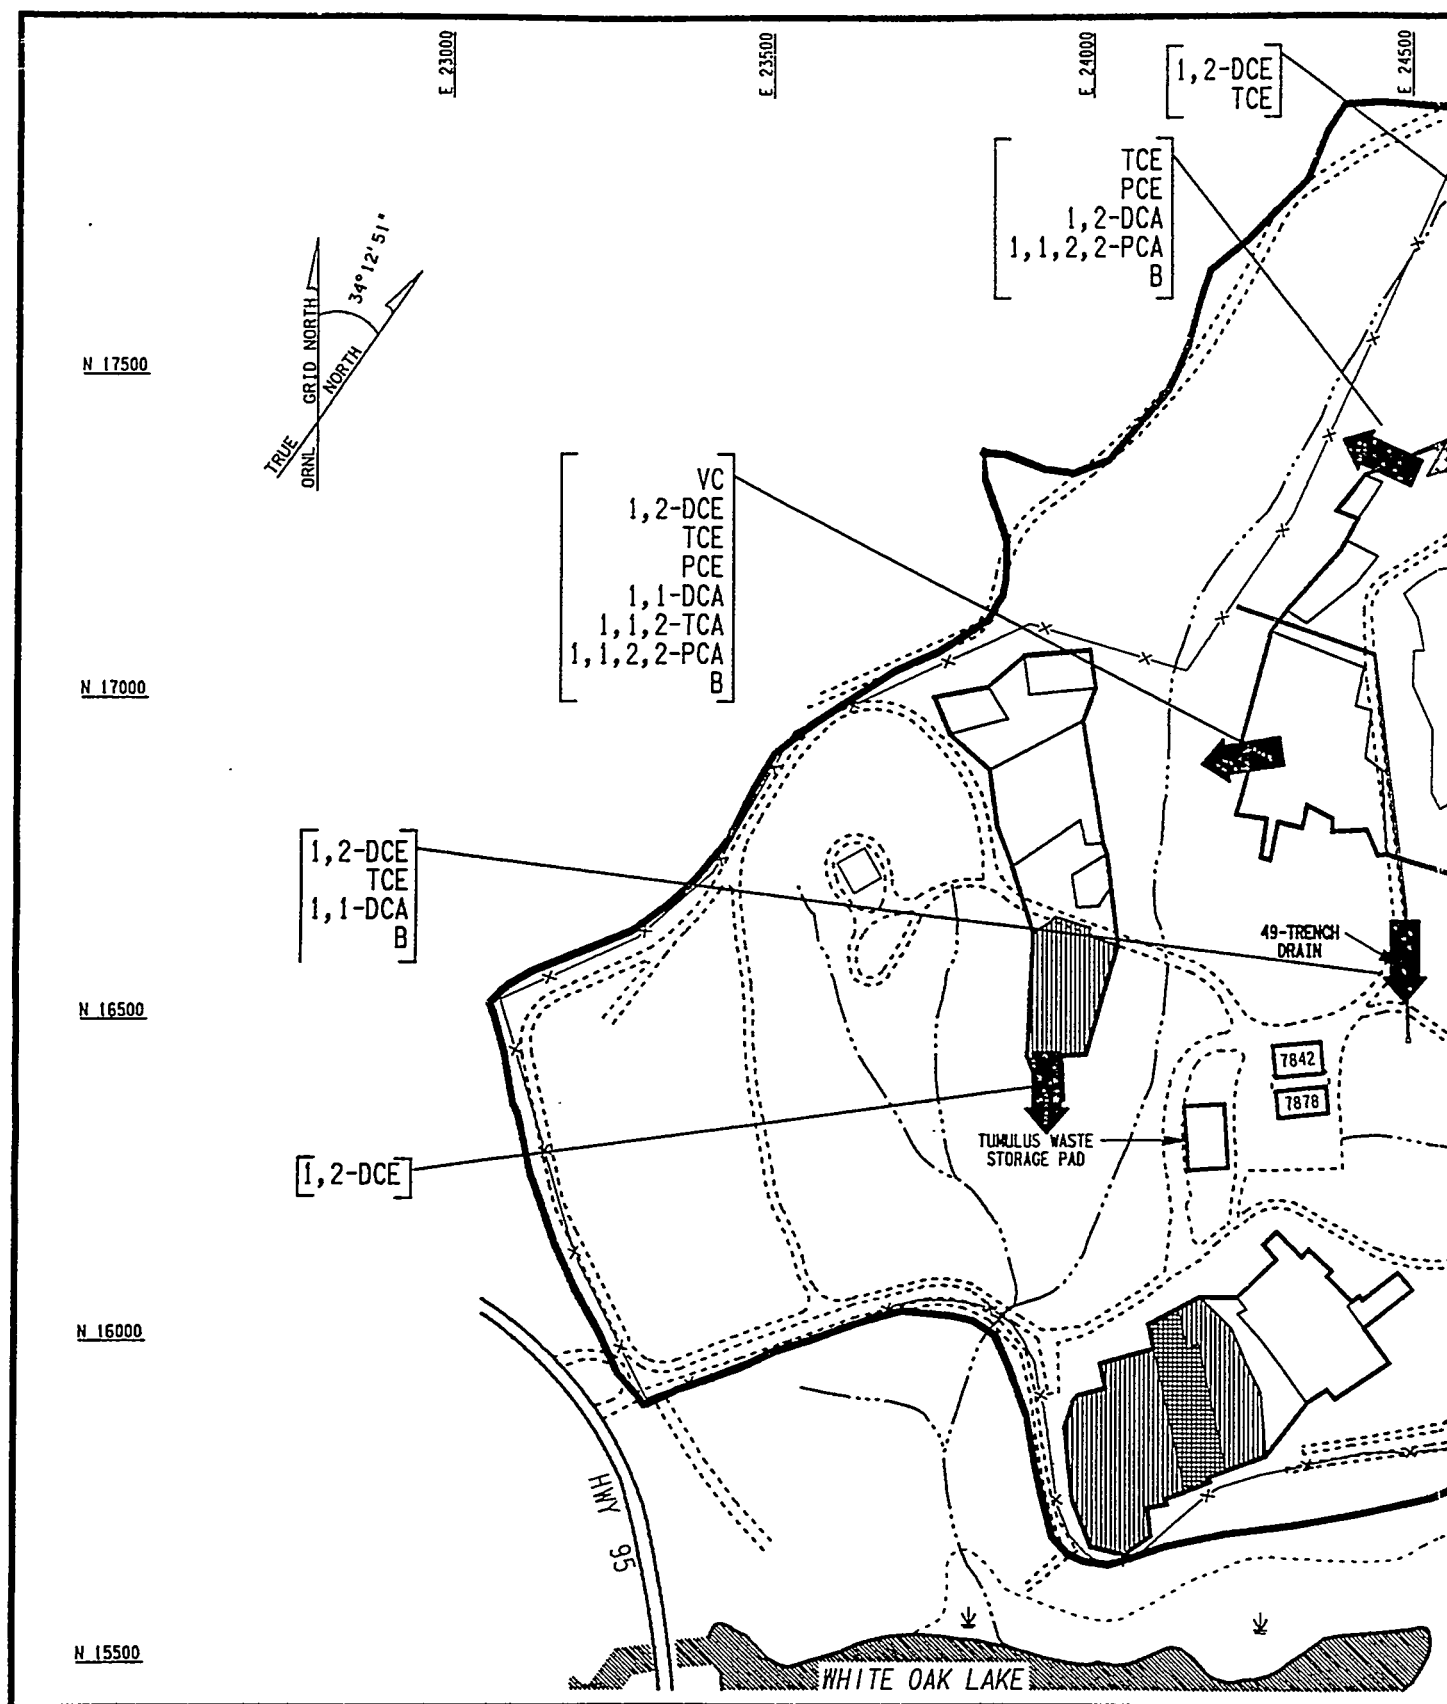 E 23000
E 23500
E 24000
E 24500
1,2-DCE
TCE
TCE
PCE
1,2-DCA
1,1,2,2-PCA
B
34°12'51"
ORNL GRID NORTH
TRUE NORTH
N 17500
VC
1,2-DCE
TCE
PCE
1,1-DCA
1,1,2-TCA
1,1,2,2-PCA
B
N 17000
1,2-DCE
TCE
1,1-DCA
B
49-TRENCH
DRAIN
N 16500
7842
7878
TUMULUS WASTE
STORAGE PAD
1,2-DCE
N 16000
HWY 95
N 15500
WHITE OAK LAKE